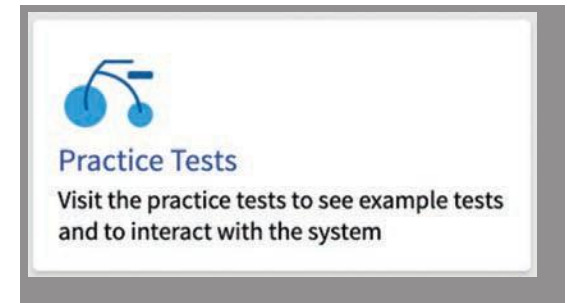 Practice Tests
Visit the practice tests to see example tests
and to interact with the system